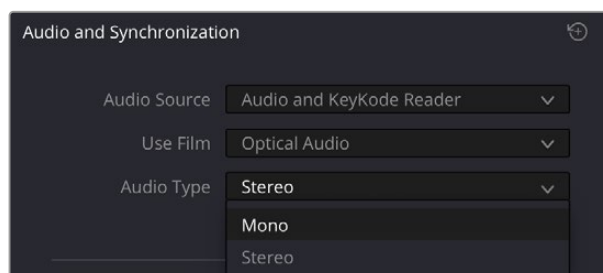 Audio and Synchronization
Audio Source Audio and KeyKode Reader
Use Film Optical Audio
Audio Type Stereo
Mono
Stereo